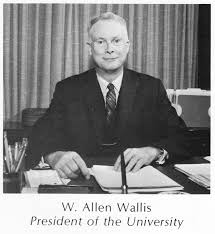 W. Allen Wallis
President of the University